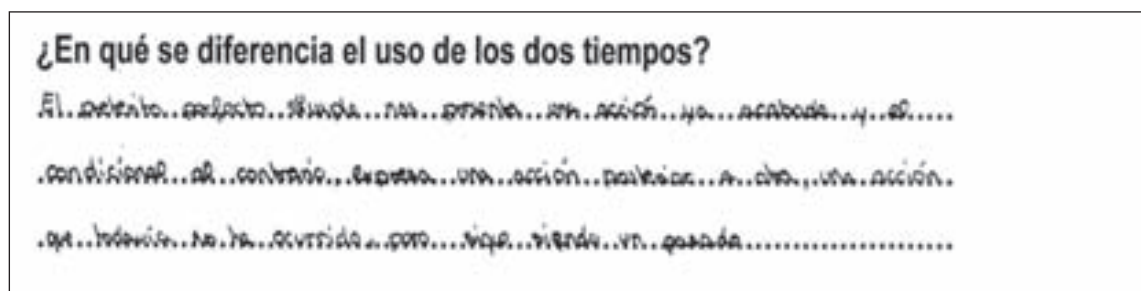 ¿En qué se diferencia el uso de los dos tiempos?
El pretérito perfecto simple nos presenta una acción ya acabada y el
condicional al contrario, expresa una acción posterior a otra, una acción
que todavía no ha ocurrido pero sigue siendo un pasado